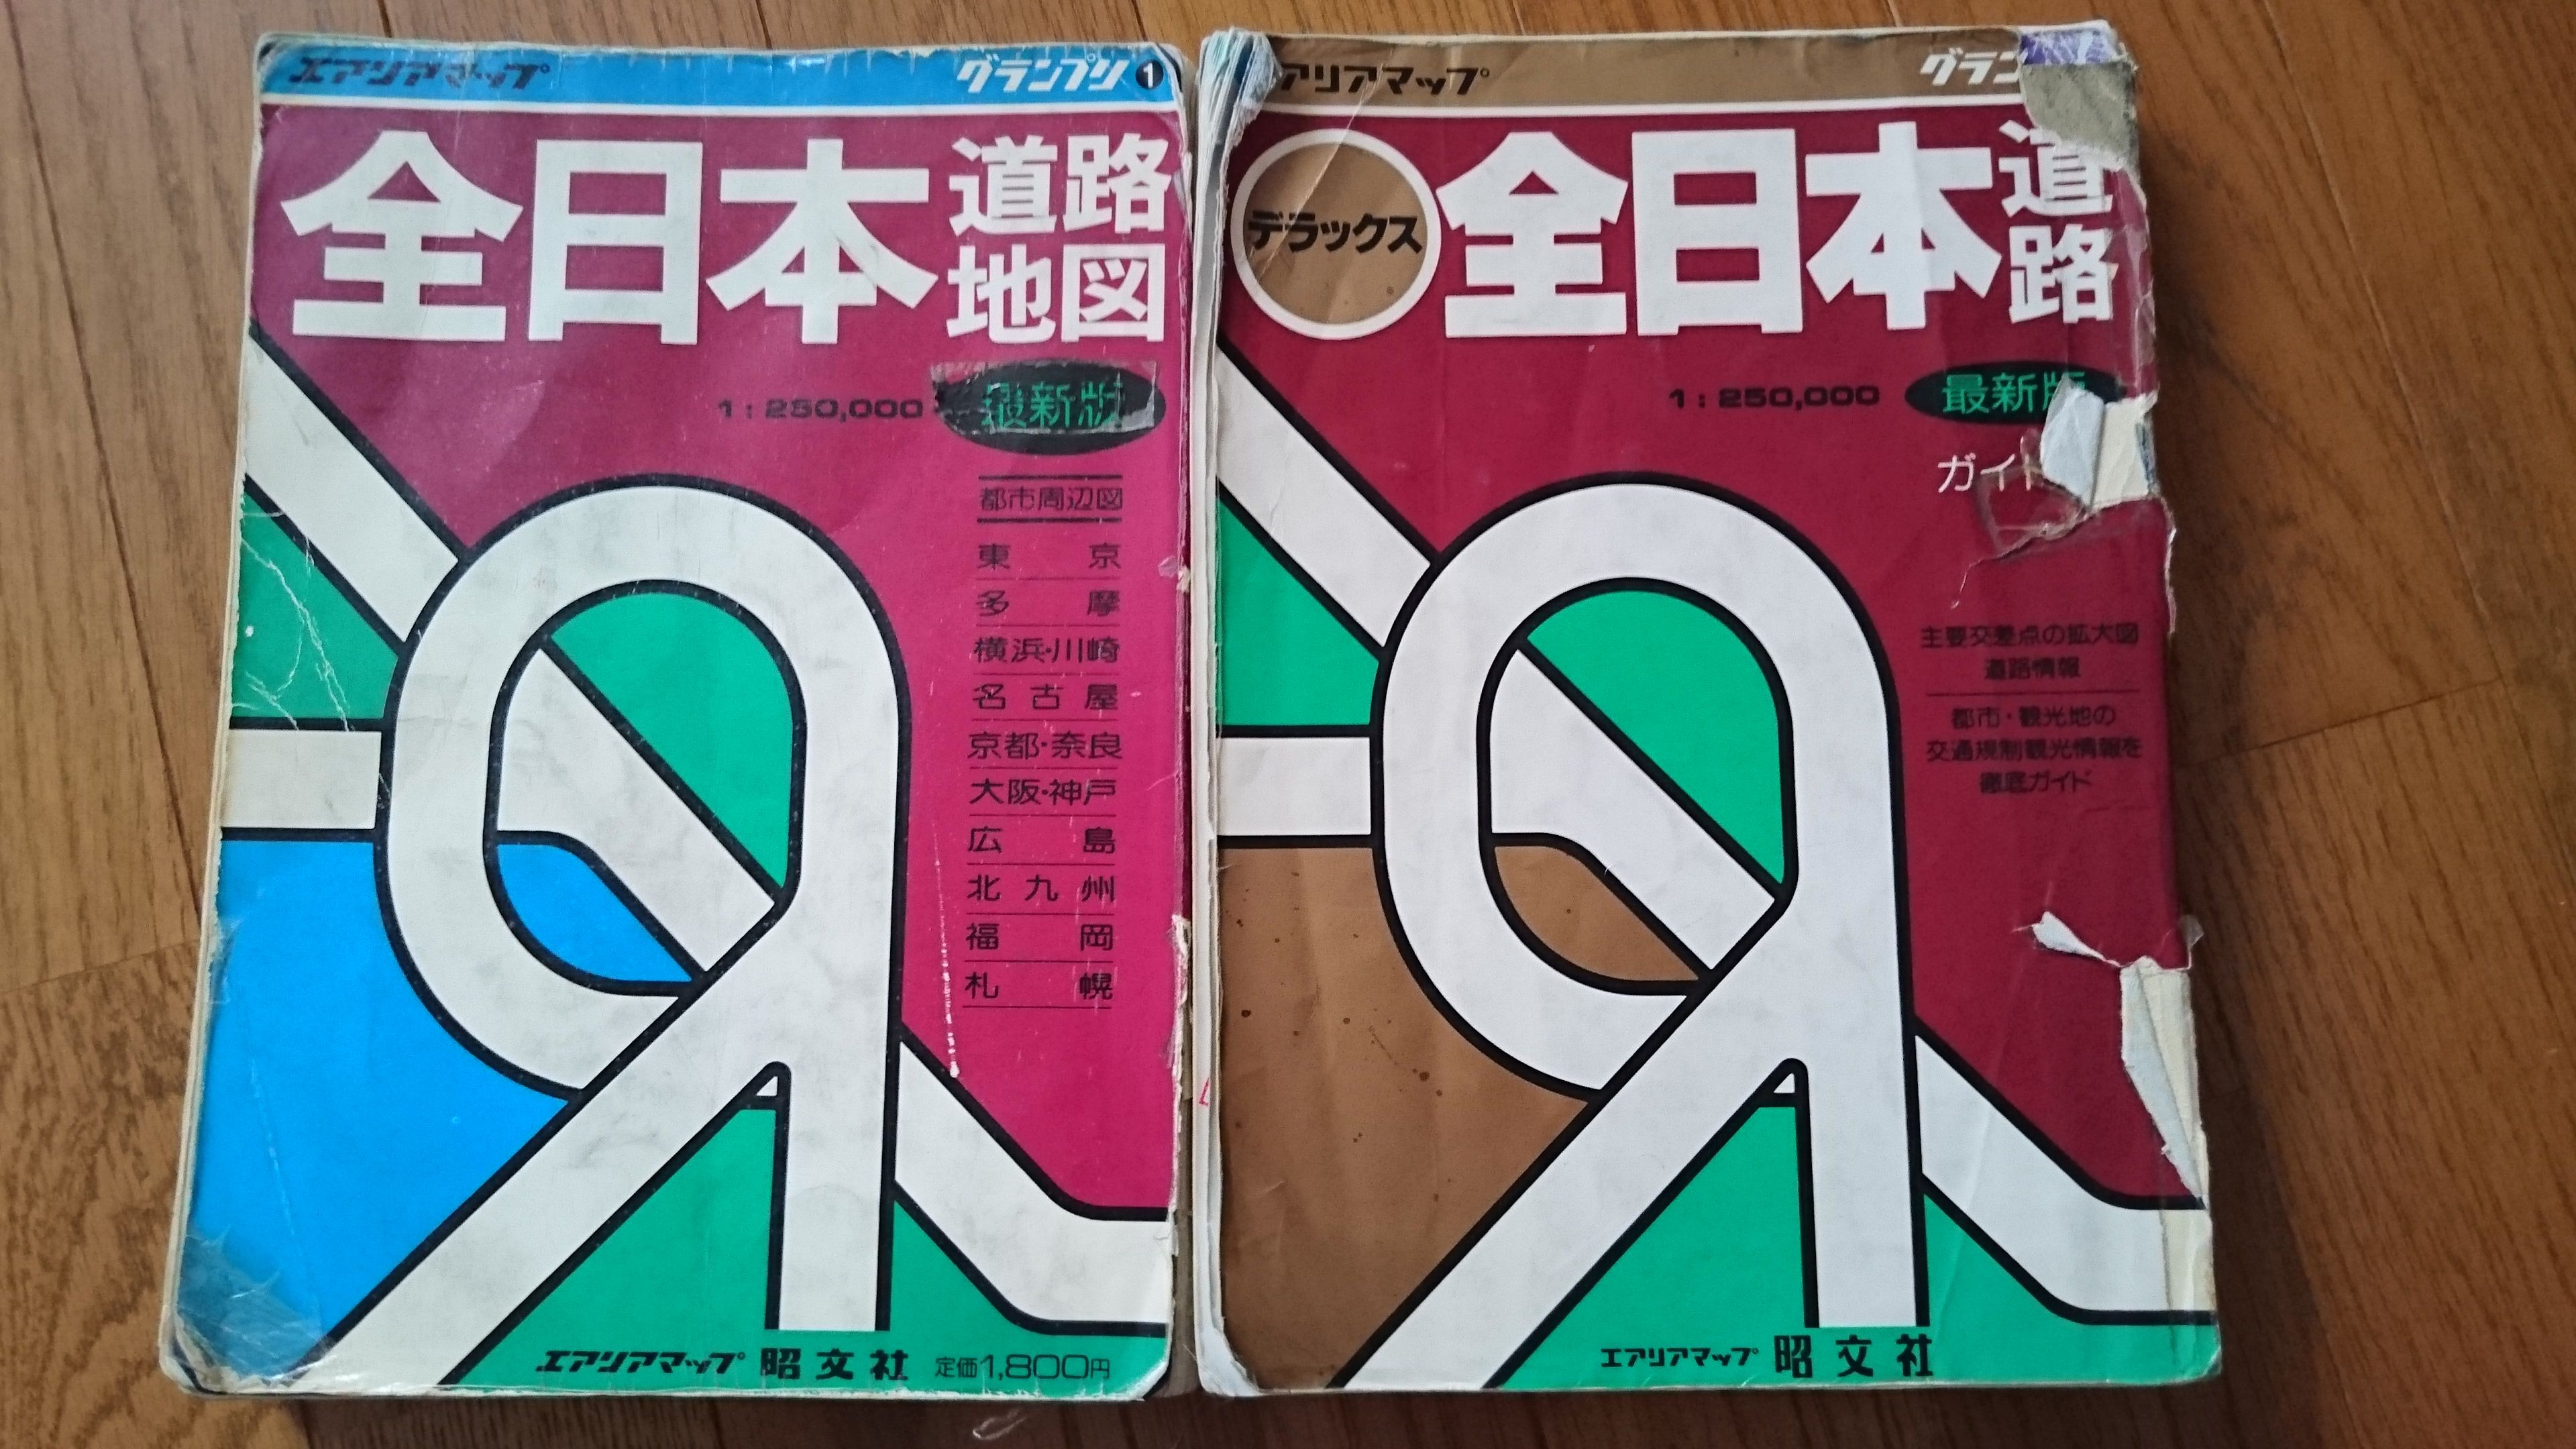 エアリアマップ
グランプリ1
全日本道路地図
1:250,000
最新版
都市周辺図
東京
多摩
横浜・川崎
名古屋
京都・奈良
大阪・神戸
広島
北九州
福岡
札幌
エアリアマップ 昭文社 定価1,800円
アリアマップ
グラン
デラックス
全日本道路
1:250,000
最新版
ガイド
主要交差点の拡大図
道路情報
都市・観光地の
交通規制観光情報を
徹底ガイド
エアリアマップ 昭文社